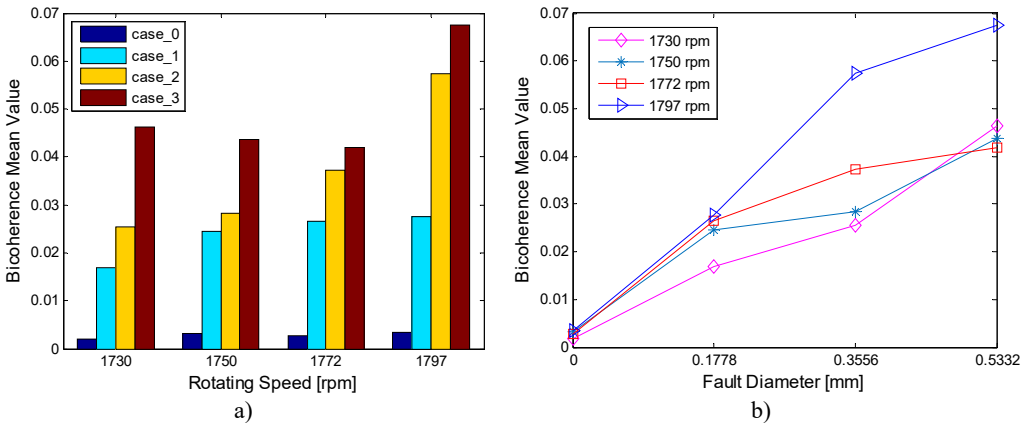 0.07
0.06
0.05
0.04
0.03
0.02
0.01
0
Bicoherence Mean Value
case_0
case_1
case_2
case_3
1730 1750 1772 1797
Rotating Speed [rpm]
a)
0.07
0.06
0.05
0.04
0.03
0.02
0.01
0
Bicoherence Mean Value
1730 rpm
1750 rpm
1772 rpm
1797 rpm
0 0.1778 0.3556 0.5332
Fault Diameter [mm]
b)